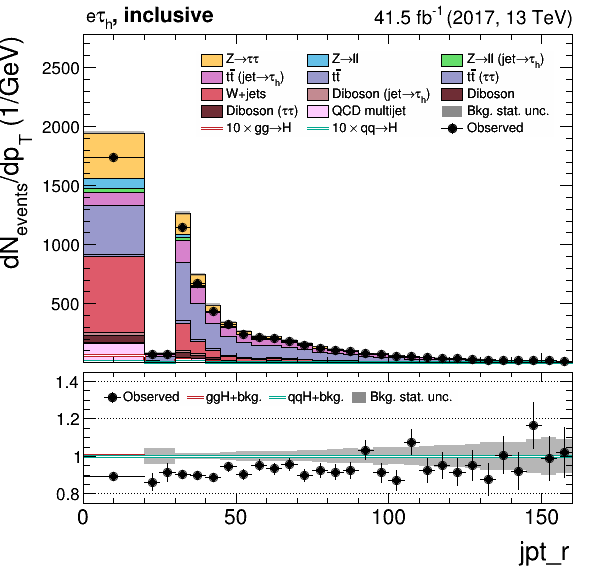 eτh, inclusive 41.5 fb⁻¹ (2017, 13 TeV)
dNevents/dpT (1/GeV)
2500
2000
1500
1000
500
Z→ττ Z→ll Z→ll (jet→τh)
tt̄ (jet→τh) tt̄ tt̄ (ττ)
W+jets Diboson (jet→τh) Diboson
Diboson (ττ) QCD multijet Bkg. stat. unc.
10 × gg→H 10 × qq→H Observed
1.4
1.2
1
0.8
Observed ggH+bkg. qqH+bkg. Bkg. stat. unc.
0 50 100 150
jpt_r